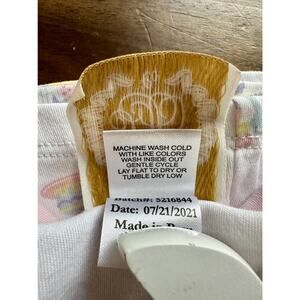 MACHINE WASH COLD
WITH LIKE COLORS
WASH INSIDE OUT
GENTLE CYCLE
LAY FLAT TO DRY OR
TUMBLE DRY LOW
Batch#: 5216844
Date: 07/21/2021
Made in